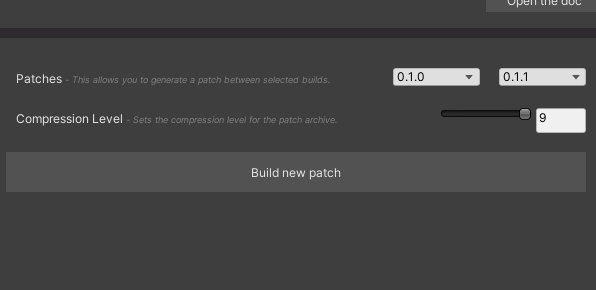 Open the doc
Patches - This allows you to generate a patch between selected builds. 0.1.0 0.1.1
Compression Level - Sets the compression level for the patch archive. 9
Build new patch